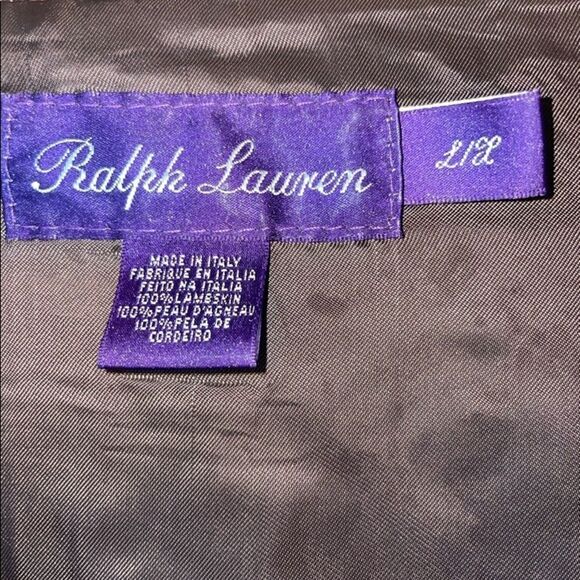 Ralph Lauren
L/G
MADE IN ITALY
FABRIQUE EN ITALIA
FEITO NA ITALIA
100%LAMBSKIN
100%PEAU D'AGNEAU
100%PELA DE
CORDEIRO